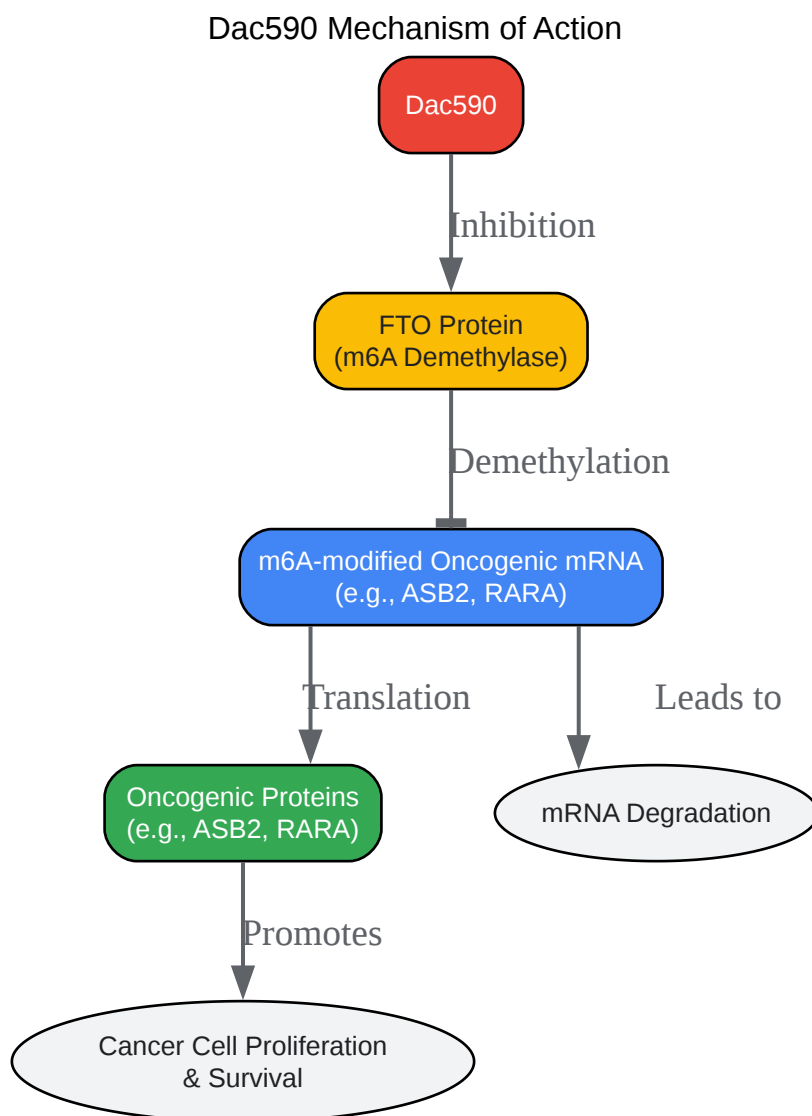 Dac590 Mechanism of Action
Dac590
Inhibition
FTO Protein
(m6A Demethylase)
Demethylation
m6A-modified Oncogenic mRNA
(e.g., ASB2, RARA)
Translation
Leads to
Oncogenic Proteins
(e.g., ASB2, RARA)
mRNA Degradation
Promotes
Cancer Cell Proliferation
& Survival